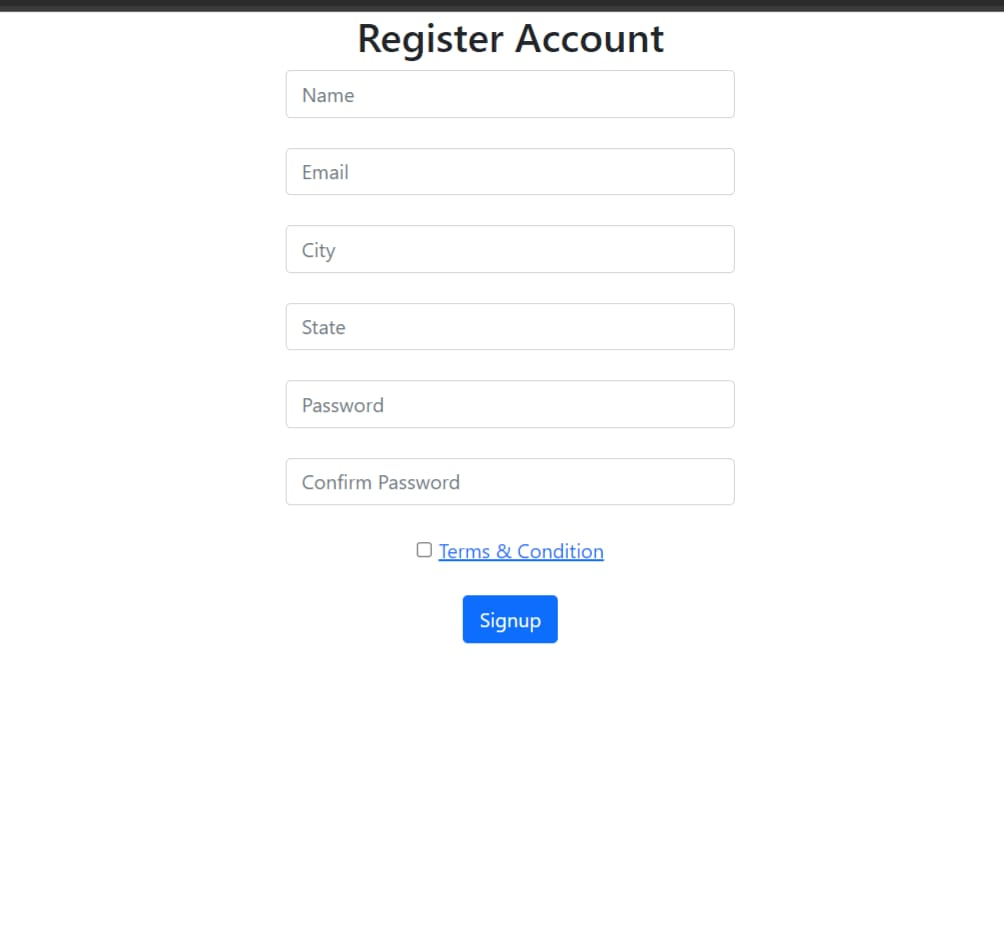 Register Account
Name
Email
City
State
Password
Confirm Password
Terms & Condition
Signup